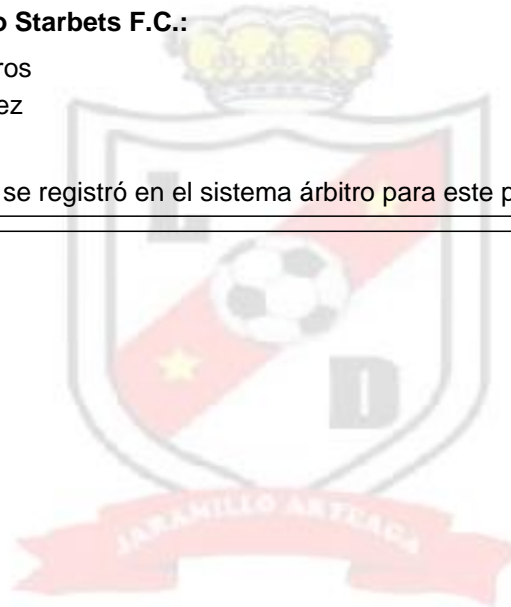 o Starbets F.C.:
ros
ez
se registró en el sistema árbitro para este p
L
D
JARAMILLO ARTEAGA